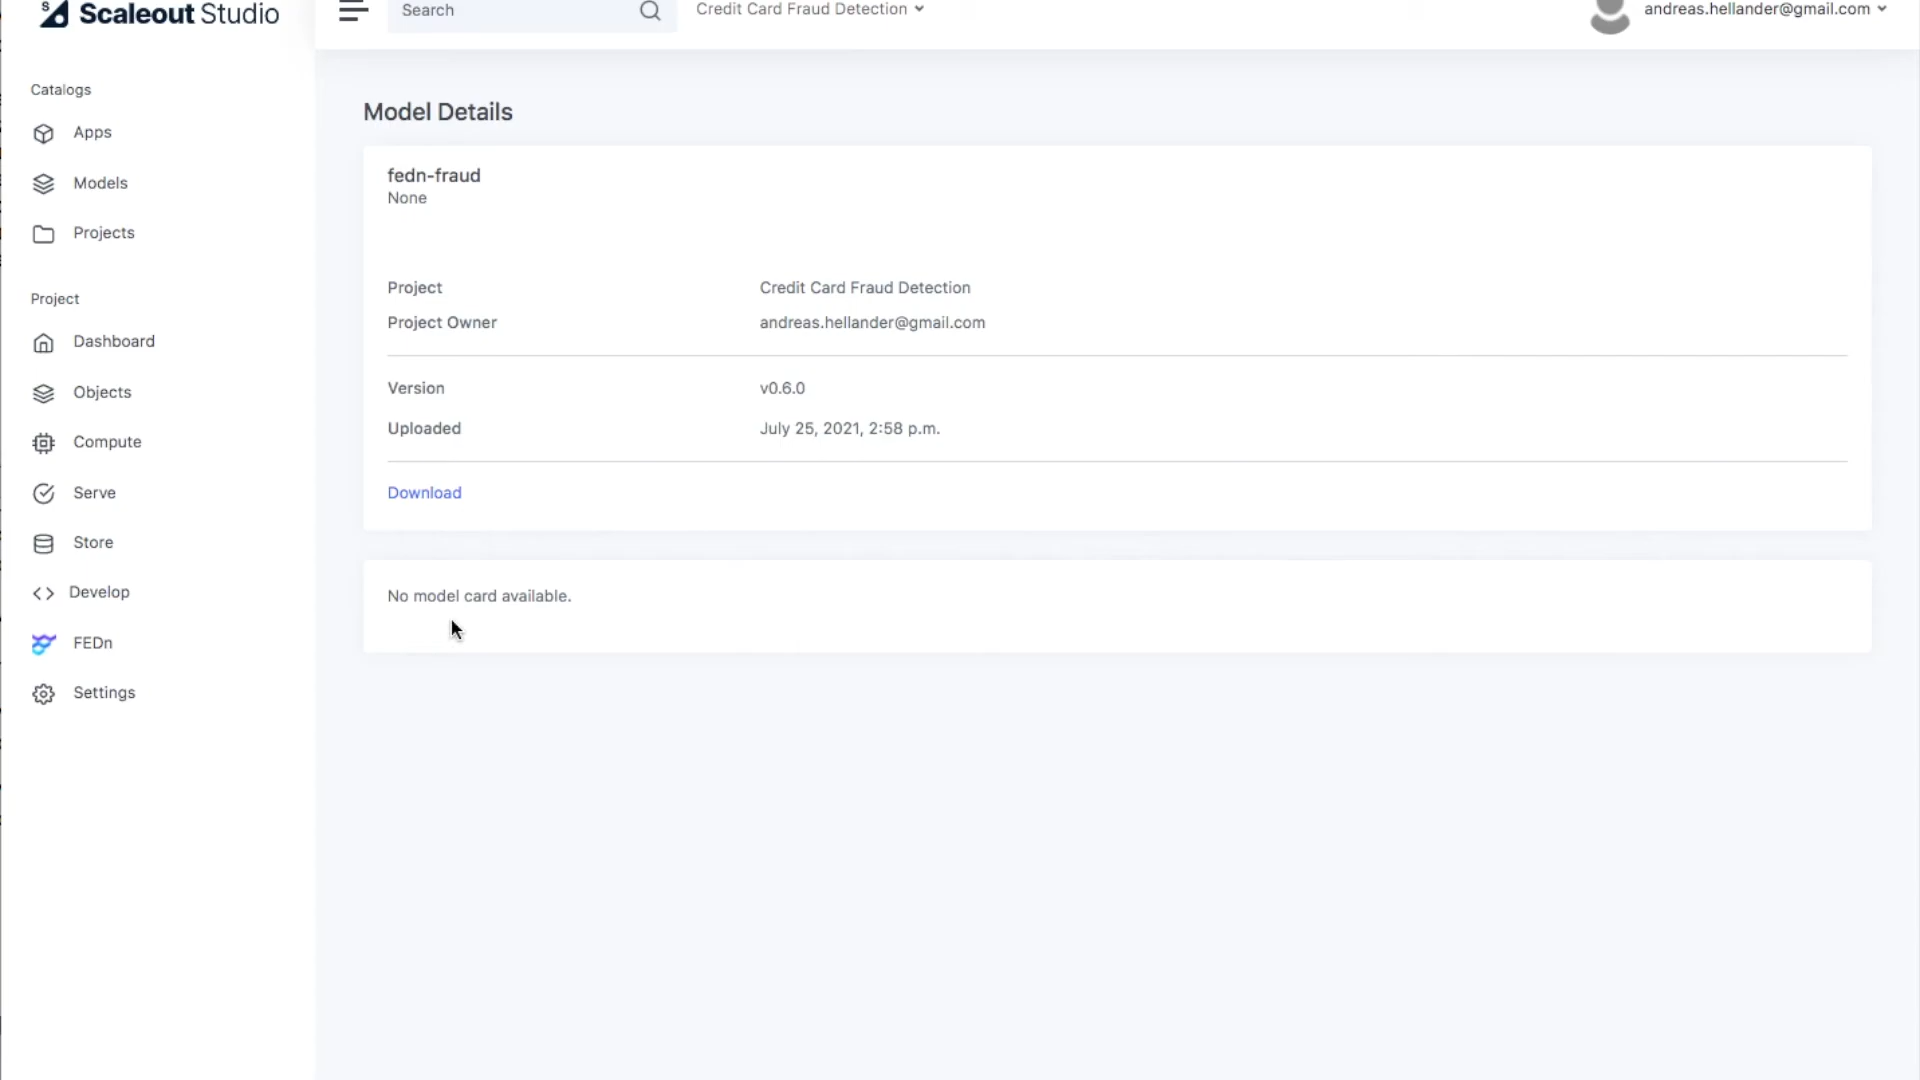 Scaleout Studio
Search
Credit Card Fraud Detection
andreas.hellander@gmail.com
Catalogs
Apps
Models
Projects
Project
Dashboard
Objects
Compute
Serve
Store
Develop
FEDn
Settings
Model Details
fedn-fraud
None
Project Credit Card Fraud Detection
Project Owner andreas.hellander@gmail.com
Version v0.6.0
Uploaded July 25, 2021, 2:58 p.m.
Download
No model card available.